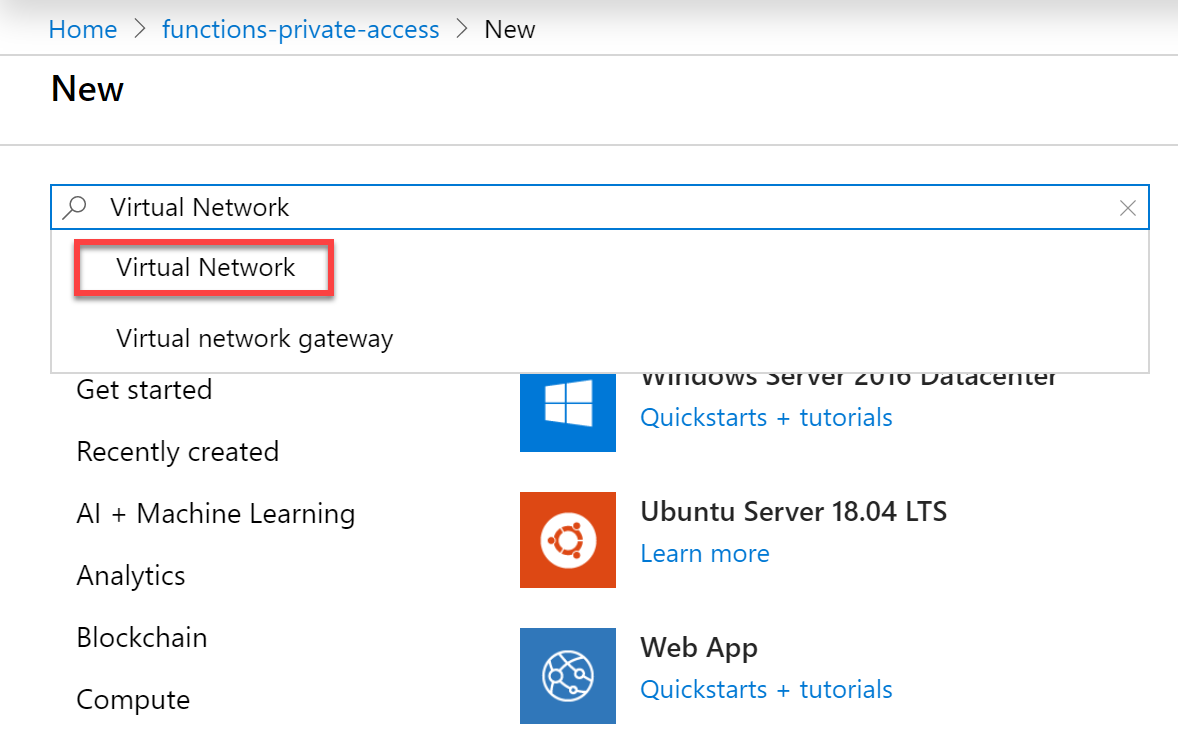 Home > functions-private-access > New
New
Virtual Network
Virtual Network
Virtual network gateway
Get started
Windows Server 2016 Datacenter
Quickstarts + tutorials
Recently created
AI + Machine Learning
Ubuntu Server 18.04 LTS
Learn more
Analytics
Blockchain
Web App
Quickstarts + tutorials
Compute